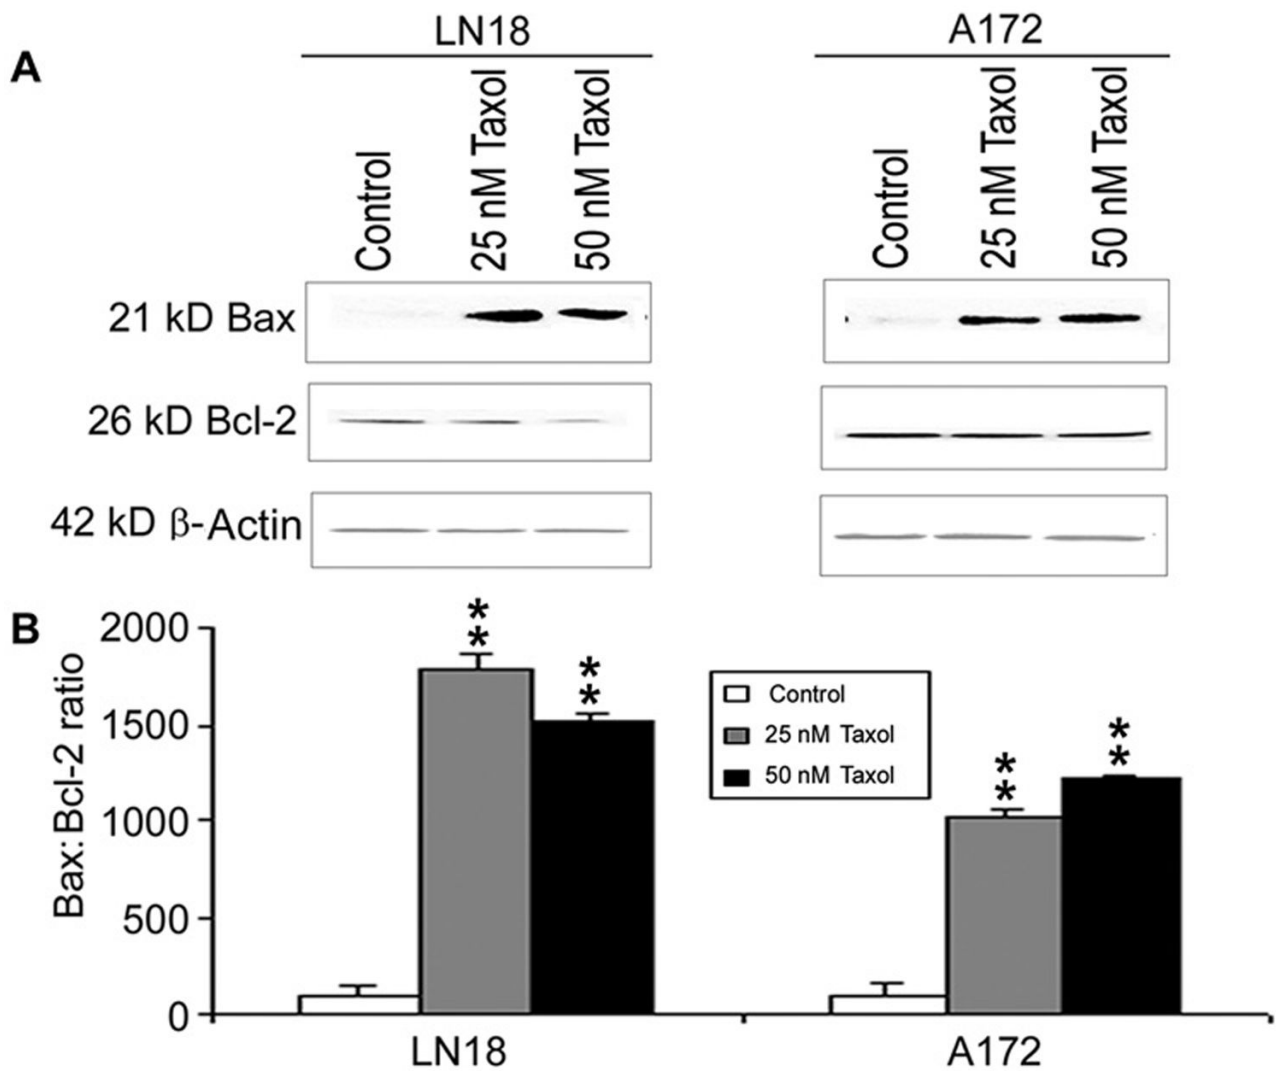 LN18
A172
A
Control
25 nM Taxol
50 nM Taxol
Control
25 nM Taxol
50 nM Taxol
21 kD Bax
26 kD Bcl-2
42 kD β-Actin
B
Bax:Bcl-2 ratio
2000
1500
1000
500
0
**
**
**
**
Control
25 nM Taxol
50 nM Taxol
LN18
A172